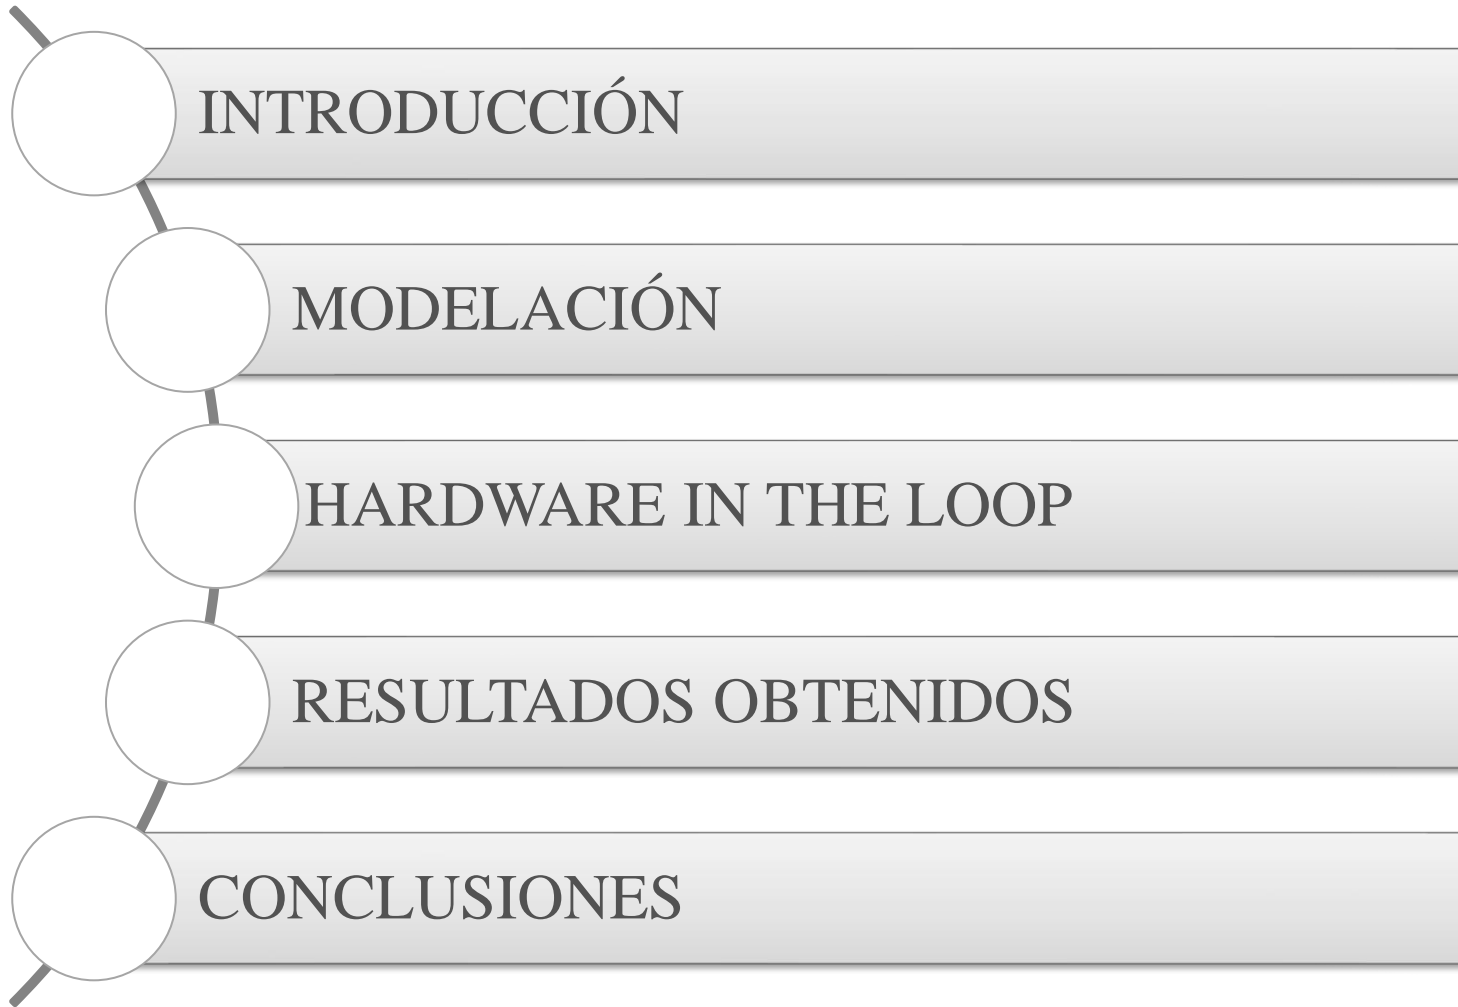 INTRODUCCIÓN
MODELACIÓN
HARDWARE IN THE LOOP
RESULTADOS OBTENIDOS
CONCLUSIONES